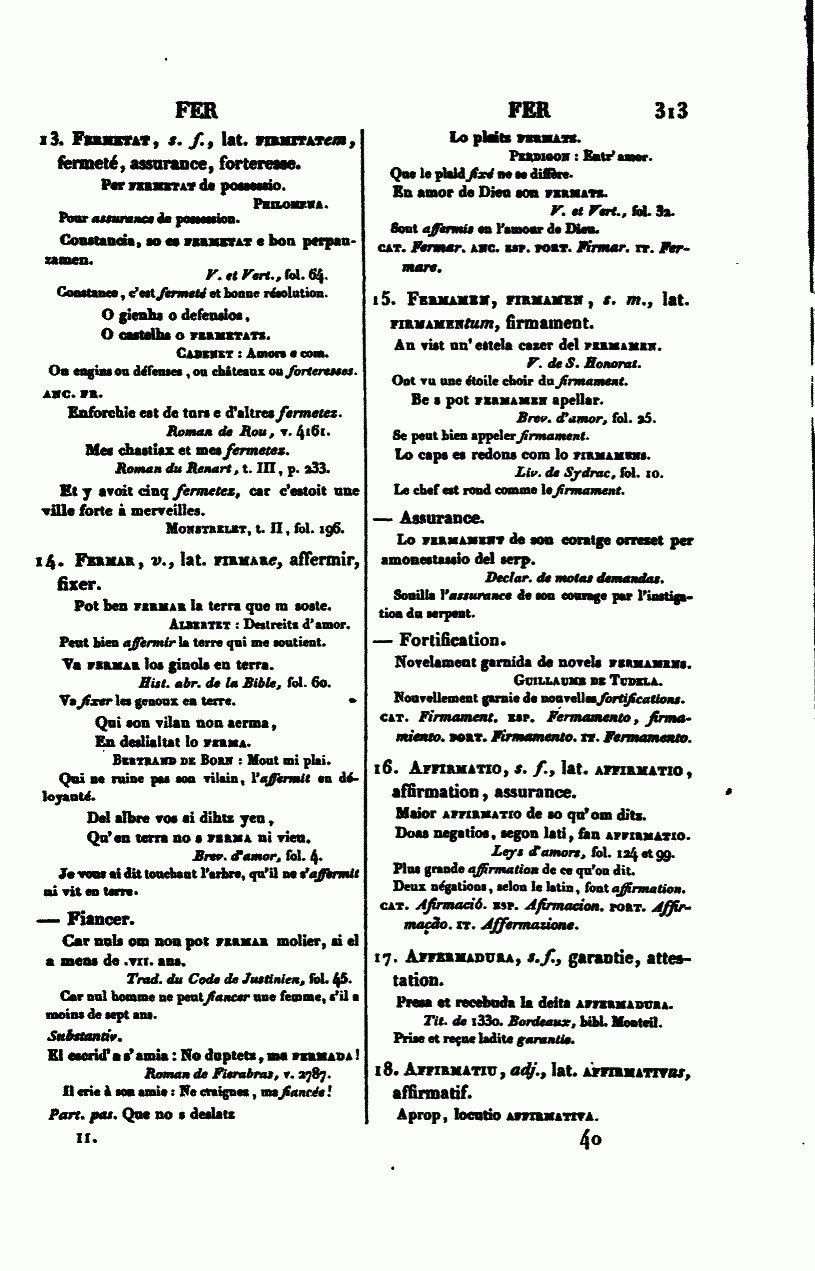 FER
13. FERMETAT, s. f., lat. FIRMITATem,
fermeté, assurance, forteresse.
Per FERMETAT de possessio.
PHILOMENA.
Pour assurance de possession.
Constancia, so es FERMETAT e bon perpau-
zamen.
V. et Vert., fol. 64.
Constance, c'est fermeté et bonne résolution.
O gienhs o defensios,
O castelhs o FERMETATZ.
CADENET : Amors e com.
Ou engins ou défenses, ou châteaux ou forteresses.
ANC. FR.
Enforchie est de turs e d'altres fermetez.
Roman de Rou, v. 4161.
Mes chastiax et mes fermetez.
Roman du Renart, t. III, p. 233.
Et y avoit cinq fermetez, car c'estoit une
ville forte à merveilles.
MONSTRELET, t. II, fol. 196.
14. FERMAR, v., lat. FIRMARe, affermir,
fixer.
Pot ben FERMAR la terra que m soste.
ALBERTET : Destreits d'amor.
Peut bien affermir la terre qui me soutient.
Va FERMAR los ginols en terra.
Hist. abr. de la Bible, fol. 60.
Va fixer les genoux en terre.
Qui son vilan non aerma,
En deslialtat lo FERMA.
BERTRAND DE BORN : Mout mi plai.
Qui ne ruine pas son vilain, l'affermit en dé-
loyauté.
Del albre vos ai dihtz yeu,
Qu'en terra no s FERMA ni vieu.
Brev. d'amor, fol. 4.
Je vous ai dit touchant l'arbre, qu'il ne s'affermit
ni vit en terre.
— Fiancer.
Car nuls om non pot FERMAR molier, si el
a mens de .VII. ans.
Trad. du Code de Justinien, fol. 45.
Car nul homme ne peut fiancer une femme, s'il a
moins de sept ans.
Substantiv.
El escrid' a s'amia : No duptetz, ma FERMADA!
Roman de Fierabras, v. 2787.
Il crie à son amie : Ne craignez, ma fiancée!
Part. pas. Que no s deslatz
II.
FER 313
Lo plaitz FERMATZ.
PERDIGON : Entr' amor.
Que le plaid fixé ne se diffère.
En amor de Dieu son FERMATS.
V. et Vert., fol. 32.
Sont affermis en l'amour de Dieu.
CAT. Fermar. ANC. ESP. PORT. Firmar. IT. Fer-
mare.
15. FERMAMEN, FIRMAMEN, s. m., lat.
FIRMAMENtum, firmament.
An vist un' estela cazer del FERMAMEN.
V. de S. Honorat.
Ont vu une étoile choir du firmament.
Be s pot FERMAMEN apellar.
Brev. d'amor, fol. 25.
Se peut bien appeler firmament.
Lo caps es redons com lo FIRMAMENS.
Liv. de Sydrac, fol. 10.
Le chef est rond comme le firmament.
— Assurance.
Lo FERMAMENT de son coratge orrezet per
amonestassio del serp.
Declar. de motas demandas.
Souilla l'assurance de son courage par l'instiga-
tion du serpent.
— Fortification.
Novelament garnida de novels FERMAMENS.
GUILLAUME DE TUDELA.
Nouvellement garnie de nouvelles fortifications.
CAT. Firmament. ESP. Fermamento, firma-
miento. PORT. Firmamento. IT. Fermamento.
16. AFFIRMATIO, s. f., lat. AFFIRMATIO,
affirmation, assurance.
Maior AFFIRMATIO de so qu'om ditz.
Doas negatios, segon lati, fan AFFIRMATIO.
Leys d'amors, fol. 124 et 99.
Plus grande affirmation de ce qu'on dit.
Deux négations, selon le latin, font affirmation.
CAT. Afirmació. ESP. Afirmacion. PORT. Affir-
mação. IT. Affermazione.
17. AFFERMADURA, s. f., garantie, attes-
tation.
Presa et recebuda la deita AFFERMADURA.
Tit. de 1330. Bordeaux, bibl. Monteil.
Prise et reçue ladite garantie.
18. AFFIRMATIU, adj., lat. AFFIRMATIVus,
affirmatif.
Aprop, locutio AFFIRMATIVA.
40